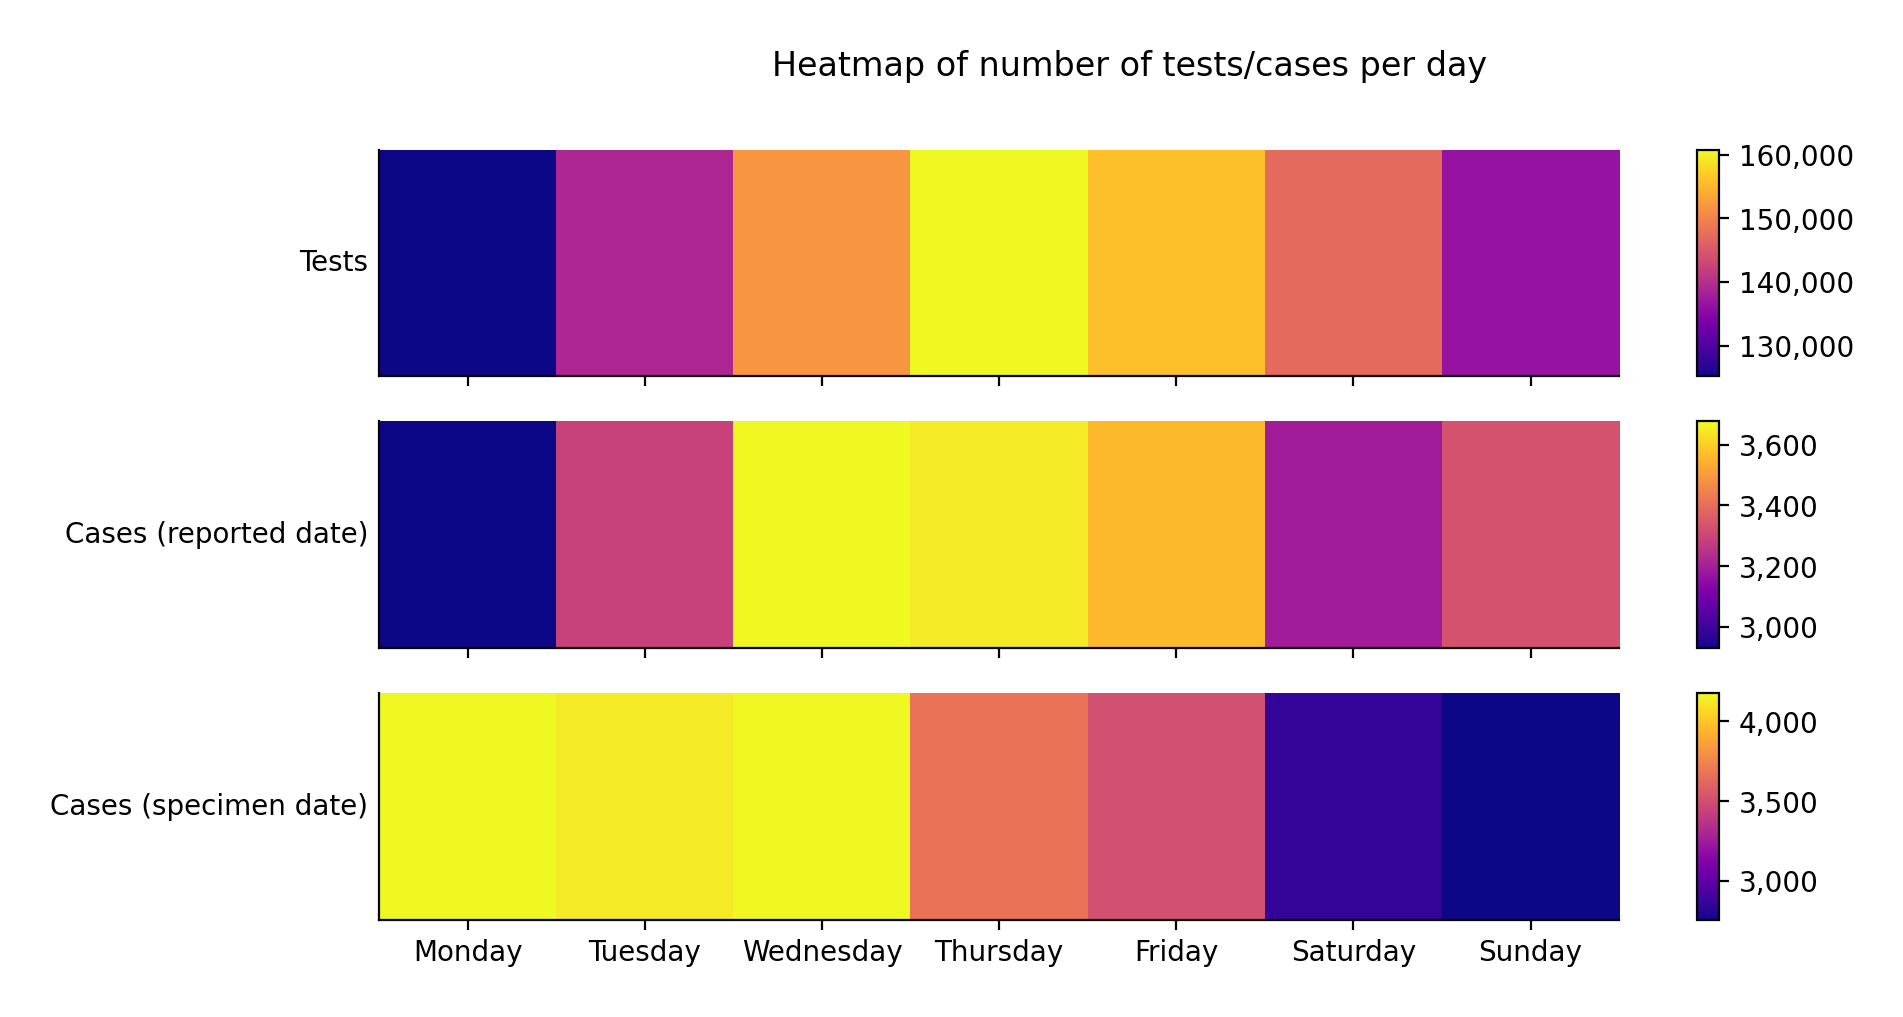 Heatmap of number of tests/cases per day
Tests
160,000
150,000
140,000
130,000
Cases (reported date)
3,600
3,400
3,200
3,000
Cases (specimen date)
4,000
3,500
3,000
Monday Tuesday Wednesday Thursday Friday Saturday Sunday